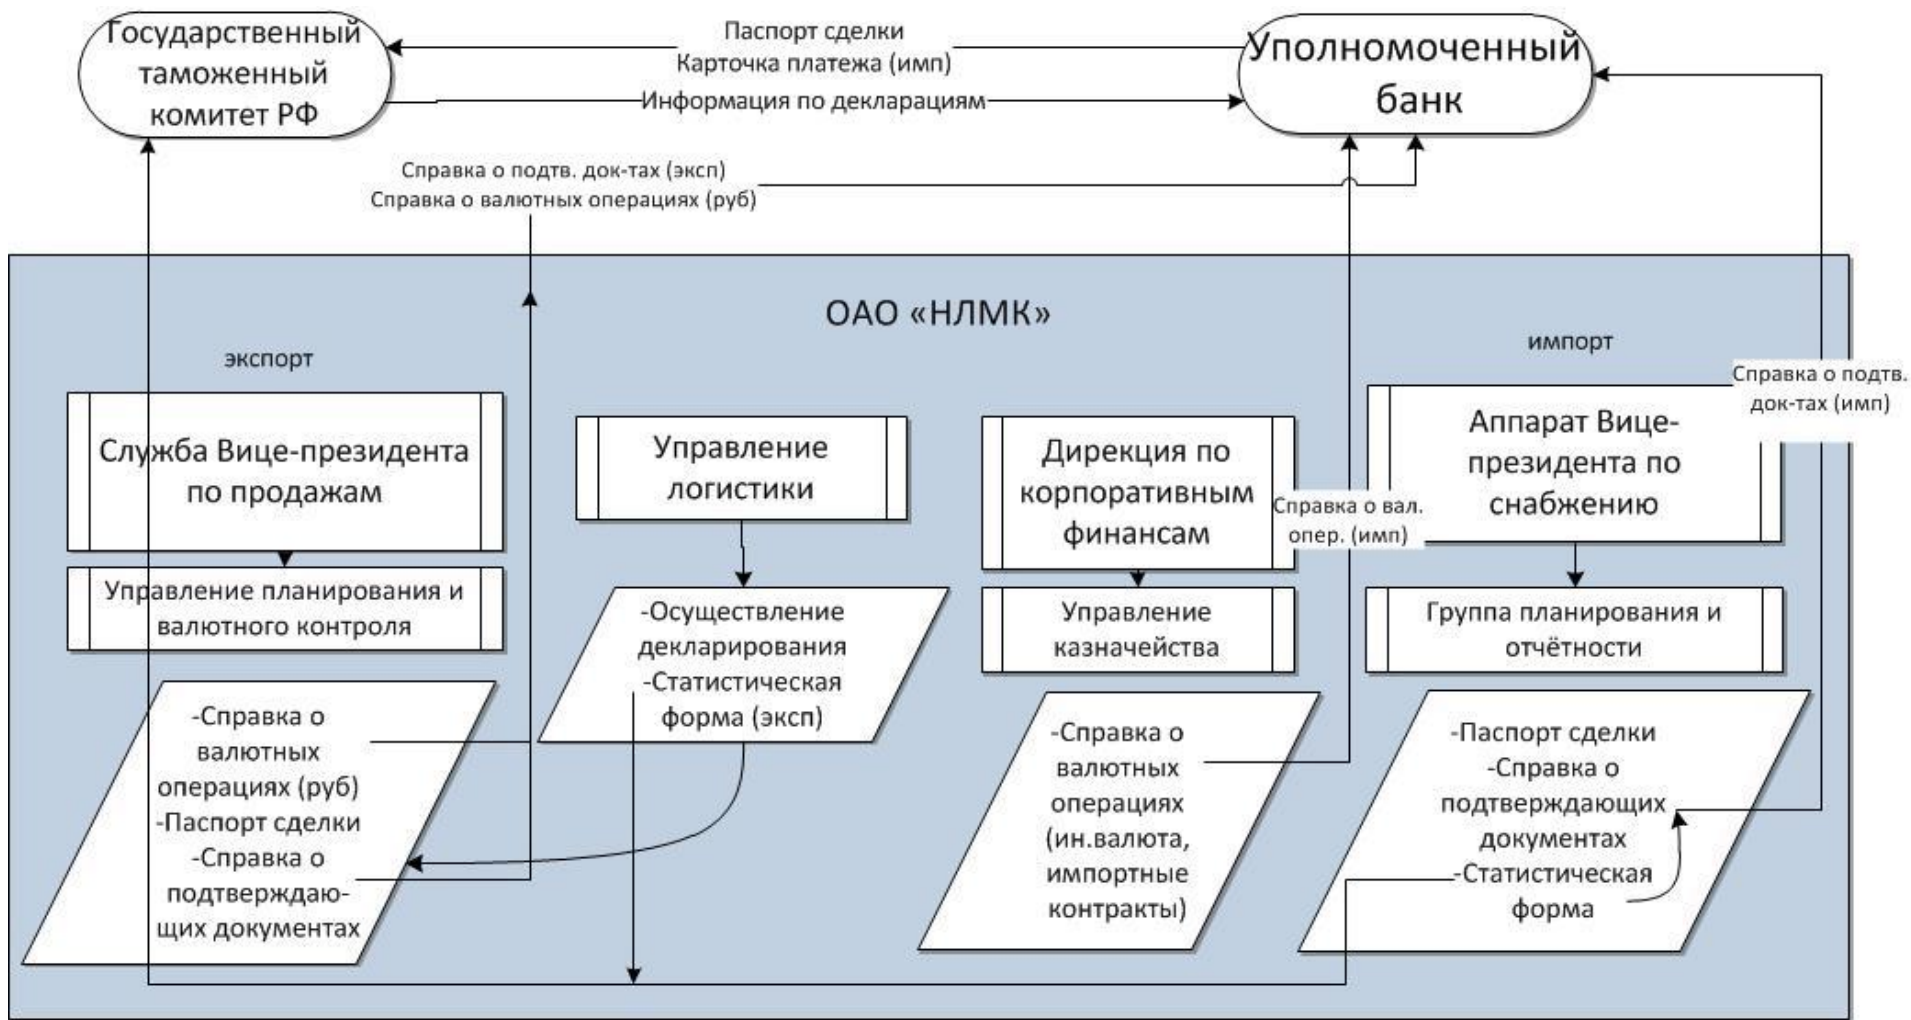 Государственный
таможенный
комитет РФ
Паспорт сделки
Карточка платежа (имп)
Информация по декларациям
Уполномоченный
банк
Справка о подтв. док-тах (эксп)
Справка о валютных операциях (руб)
ОАО «НЛМК»
экспорт
импорт
Справка о подтв.
док-тах (имп)
Служба Вице-президента
по продажам
Управление
логистики
Дирекция по
корпоративным
финансам
Справка о вал.
опер. (имп)
Аппарат Вице-
президента по
снабжению
Управление планирования и
валютного контроля
-Осуществление
декларирования
-Статистическая
форма (эксп)
Управление
казначейства
Группа планирования и
отчётности
-Справка о
валютных
операциях (руб)
-Паспорт сделки
-Справка о
подтверждаю-
щих документах
-Справка о
валютных
операциях
(ин.валюта,
импортные
контракты)
-Паспорт сделки
-Справка о
подтверждающих
документах
-Статистическая
форма